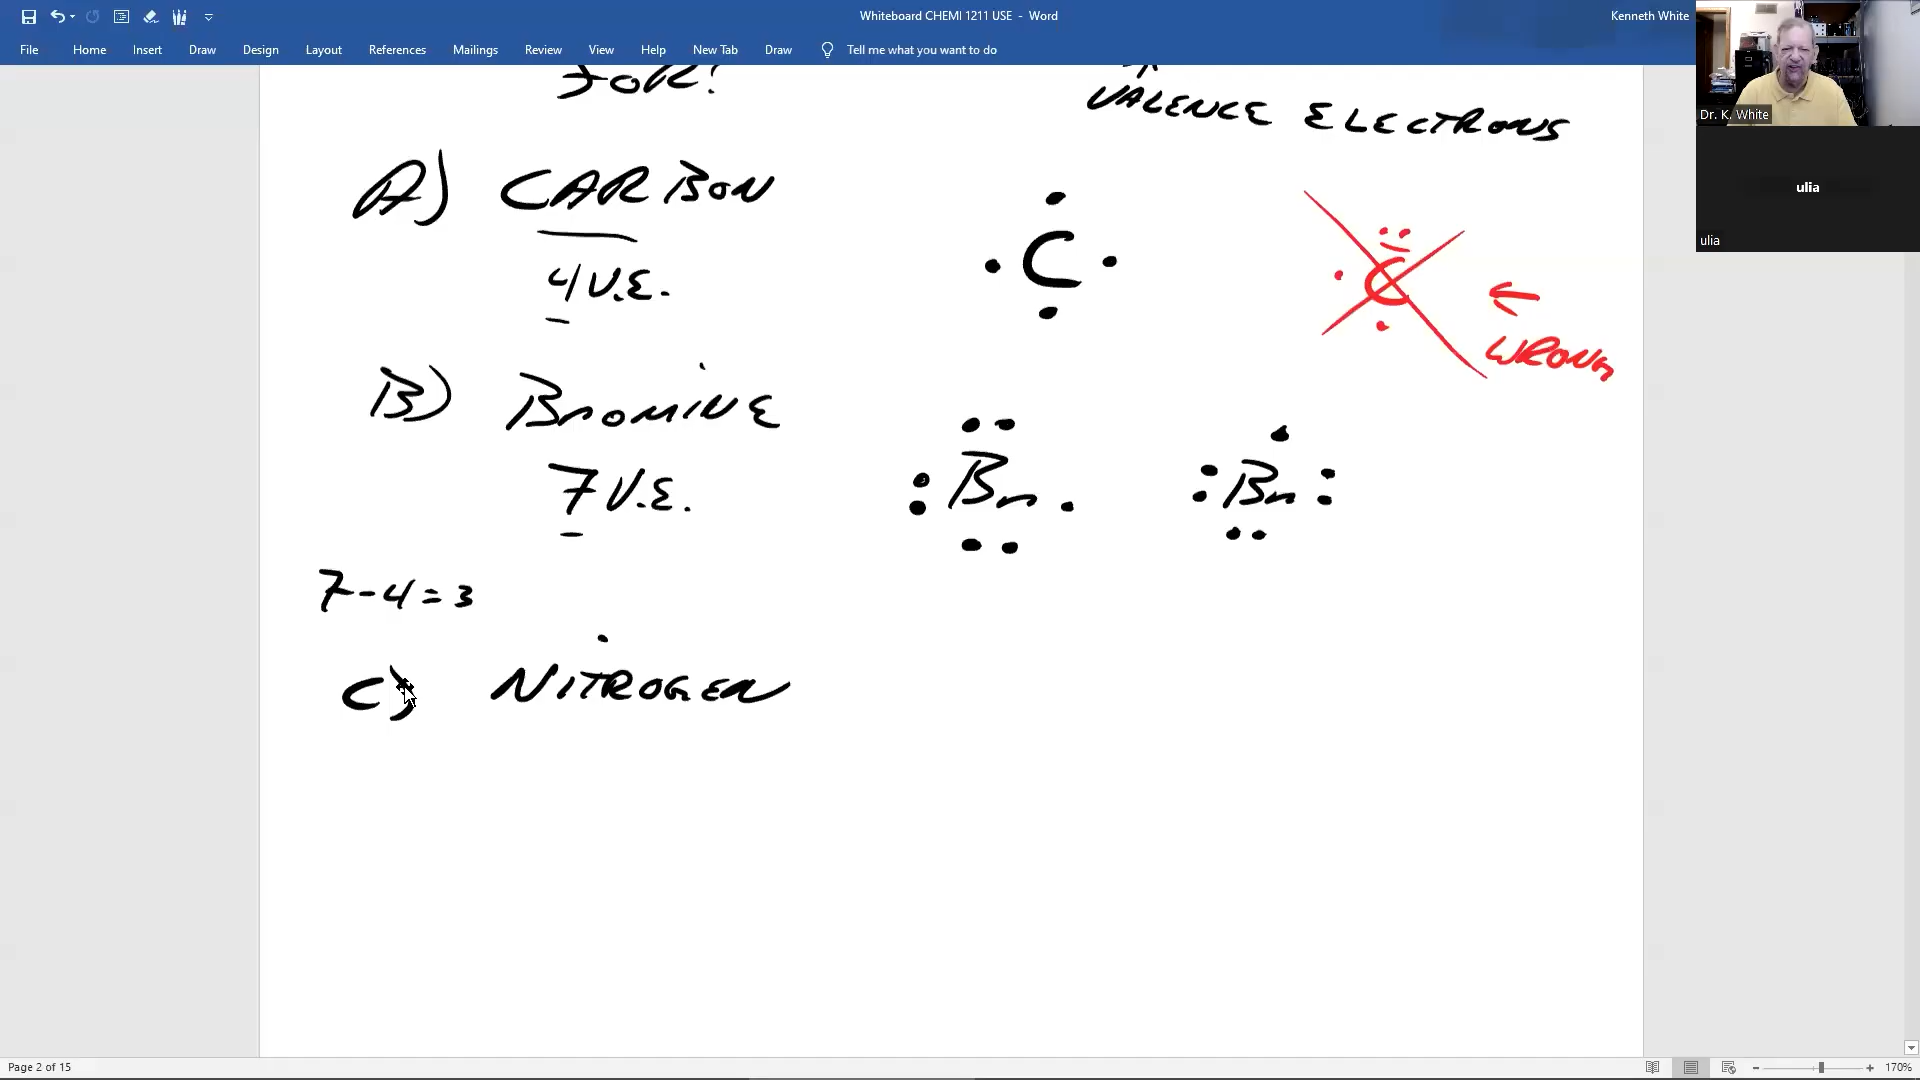 Whiteboard CHEMI 1211 USE - Word
Kenneth White
File Home Insert Draw Design Layout References Mailings Review View Help New Tab Draw Tell me what you want to do
Dr. K. White
ulia
ulia
FOR?
VALENCE ELECTRONS
A) CARBON
C
C
4 V.E.
WRONG
B) BROMINE
Br
Br
7 V.E.
7-4=3
C) NITROGEN
Page 2 of 15
170%